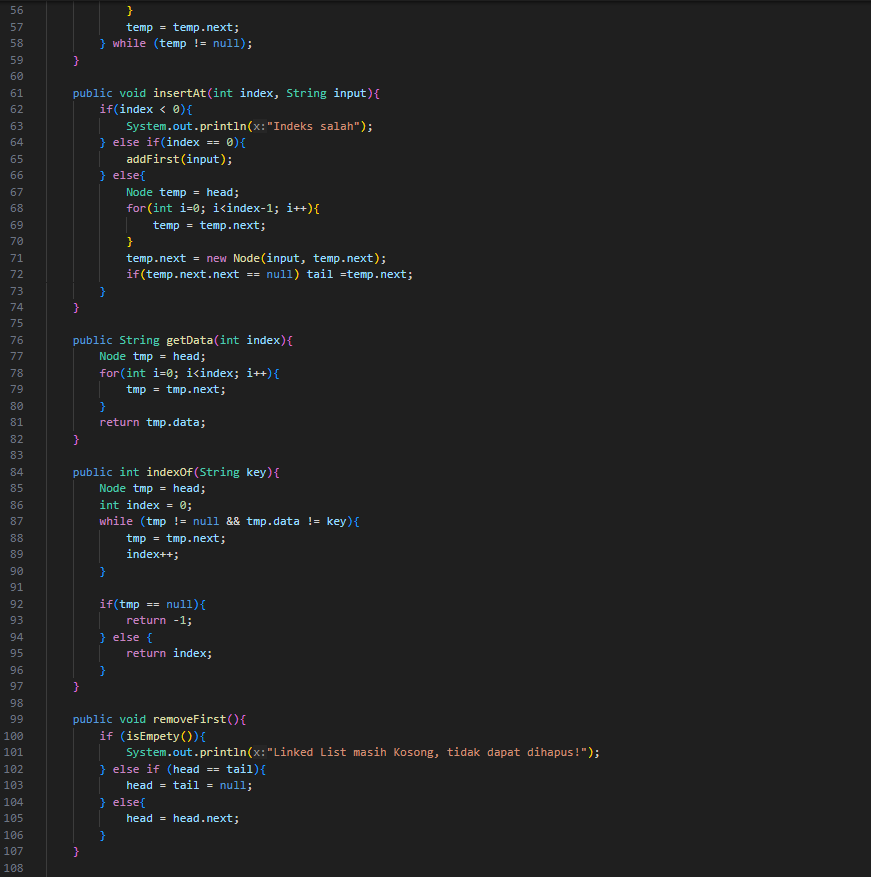 56 }
57 temp = temp.next;
58 } while (temp != null);
59 }
60
61 public void insertAt(int index, String input){
62 if(index < 0){
63 System.out.println(x:"Indeks salah");
64 } else if(index == 0){
65 addFirst(input);
66 } else{
67 Node temp = head;
68 for(int i=0; i<index-1; i++){
69 temp = temp.next;
70 }
71 temp.next = new Node(input, temp.next);
72 if(temp.next.next == null) tail =temp.next;
73 }
74 }
75
76 public String getData(int index){
77 Node tmp = head;
78 for(int i=0; i<index; i++){
79 tmp = tmp.next;
80 }
81 return tmp.data;
82 }
83
84 public int indexOf(String key){
85 Node tmp = head;
86 int index = 0;
87 while (tmp != null && tmp.data != key){
88 tmp = tmp.next;
89 index++;
90 }
91
92 if(tmp == null){
93 return -1;
94 } else {
95 return index;
96 }
97 }
98
99 public void removeFirst(){
100 if (isEmpety()){
101 System.out.println(x:"Linked List masih Kosong, tidak dapat dihapus!");
102 } else if (head == tail){
103 head = tail = null;
104 } else{
105 head = head.next;
106 }
107 }
108